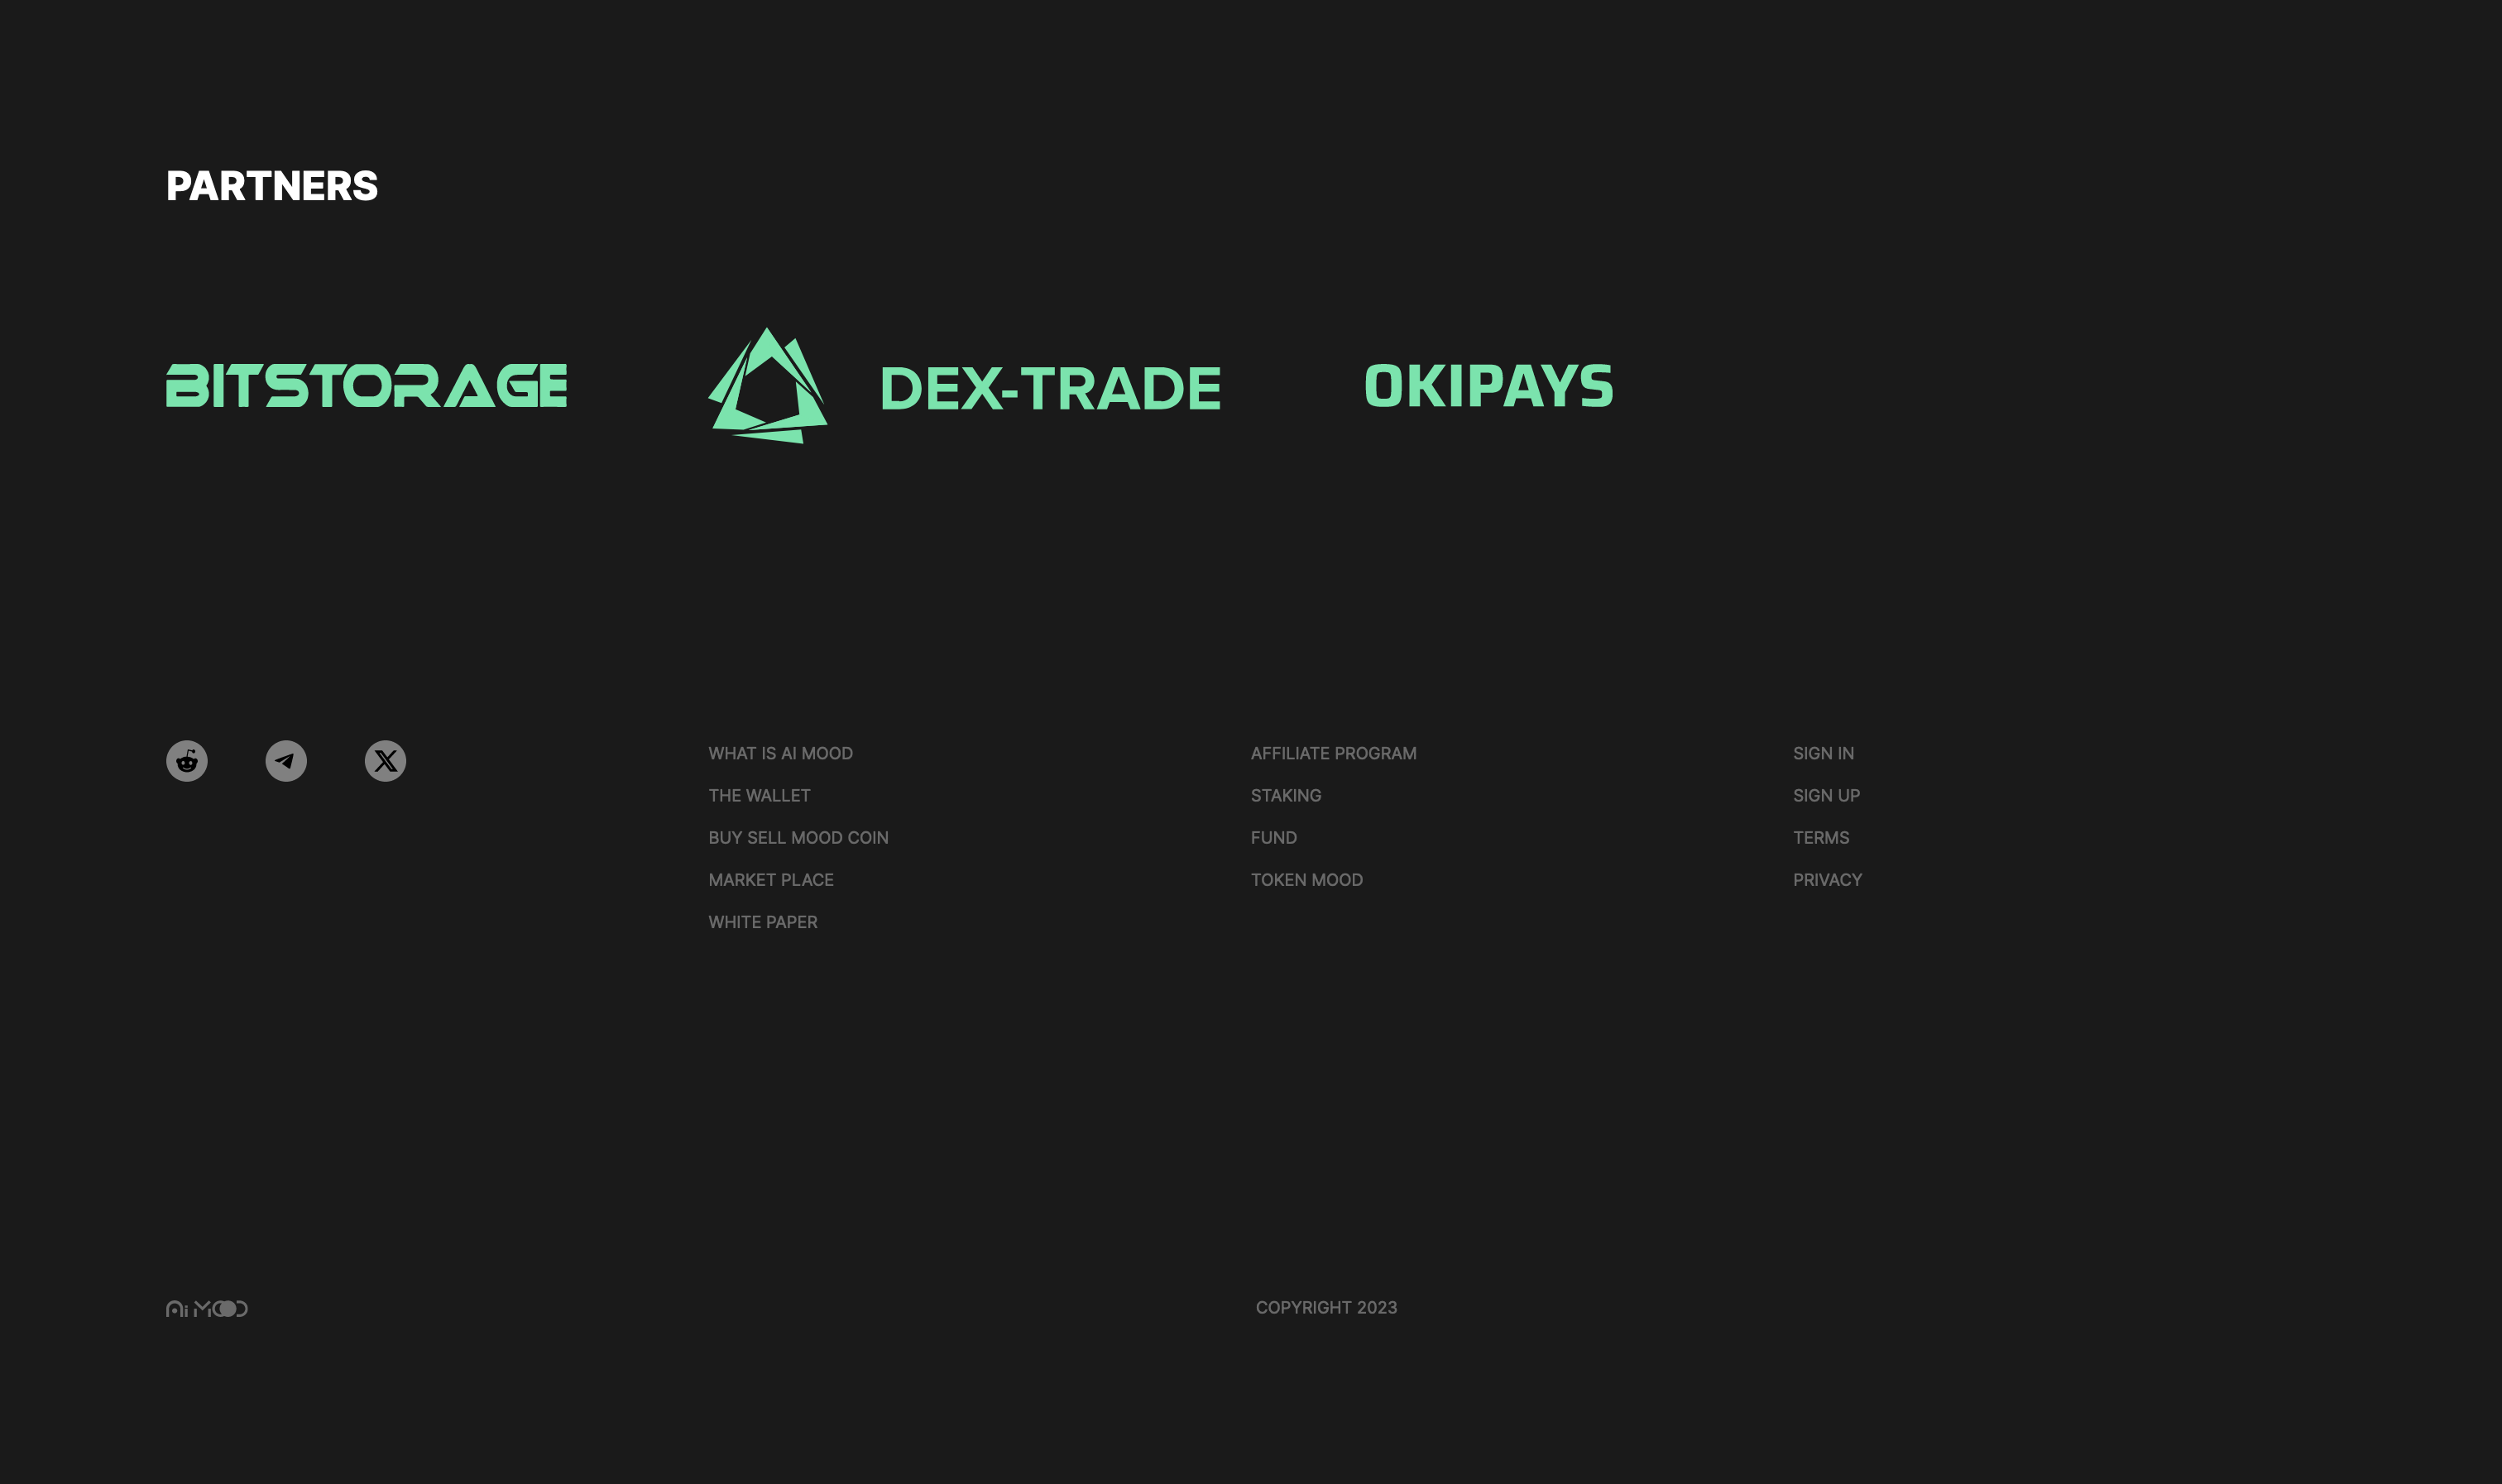 PARTNERS
BITSTORAGE
DEX-TRADE
OKIPAYS
WHAT IS AI MOOD
THE WALLET
BUY SELL MOOD COIN
MARKET PLACE
WHITE PAPER
AFFILIATE PROGRAM
STAKING
FUND
TOKEN MOOD
SIGN IN
SIGN UP
TERMS
PRIVACY
Ai MOOD
COPYRIGHT 2023